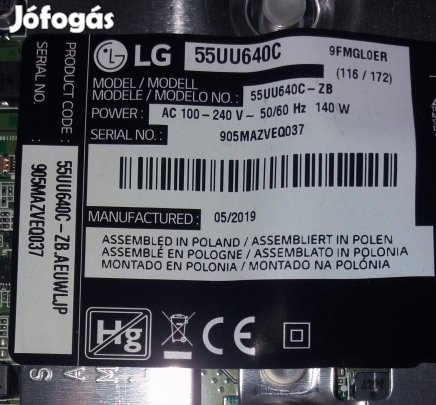 Jófogás
LG 55UU640C 9FMGL0ER
(116 / 172)
MODEL / MODELL
MODELE / MODELO NO. : 55UU640C-ZB
POWER : AC 100-240 V ~ 50/60 Hz 140 W
SERIAL NO. : 905MAZVEQ037
MANUFACTURED : 05/2019
ASSEMBLED IN POLAND / ASSEMBLIERT IN POLEN
ASSEMBLÉ EN POLOGNE / ASSEMBLATO IN POLONIA
MONTADO EN POLONIA / MONTADO NA POLÓNIA
PRODUCT CODE :
SERIAL NO.
55UU640C-ZB.AEUWLJP
905MAZVEQ037
Hg
CE
S A M